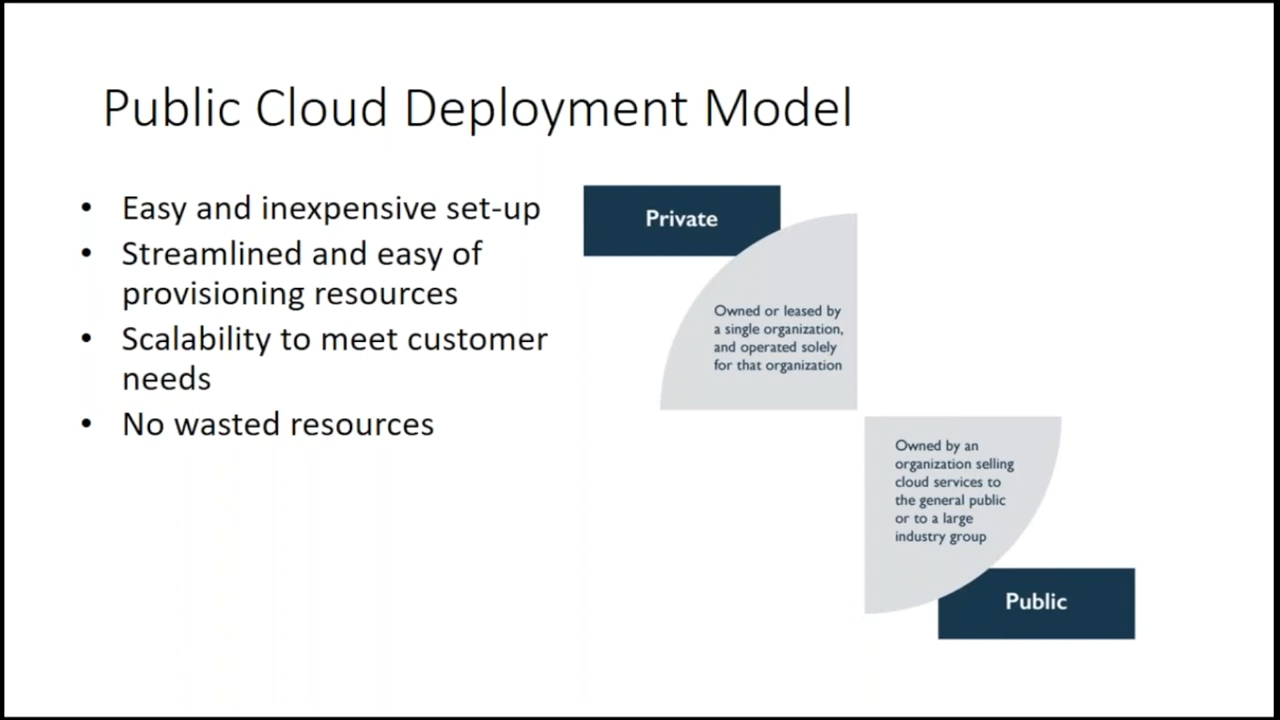 Public Cloud Deployment Model
• Easy and inexpensive set-up
• Streamlined and easy of
provisioning resources
• Scalability to meet customer
needs
• No wasted resources
Private
Owned or leased by
a single organization,
and operated solely
for that organization
Owned by an
organization selling
cloud services to
the general public
or to a large
industry group
Public